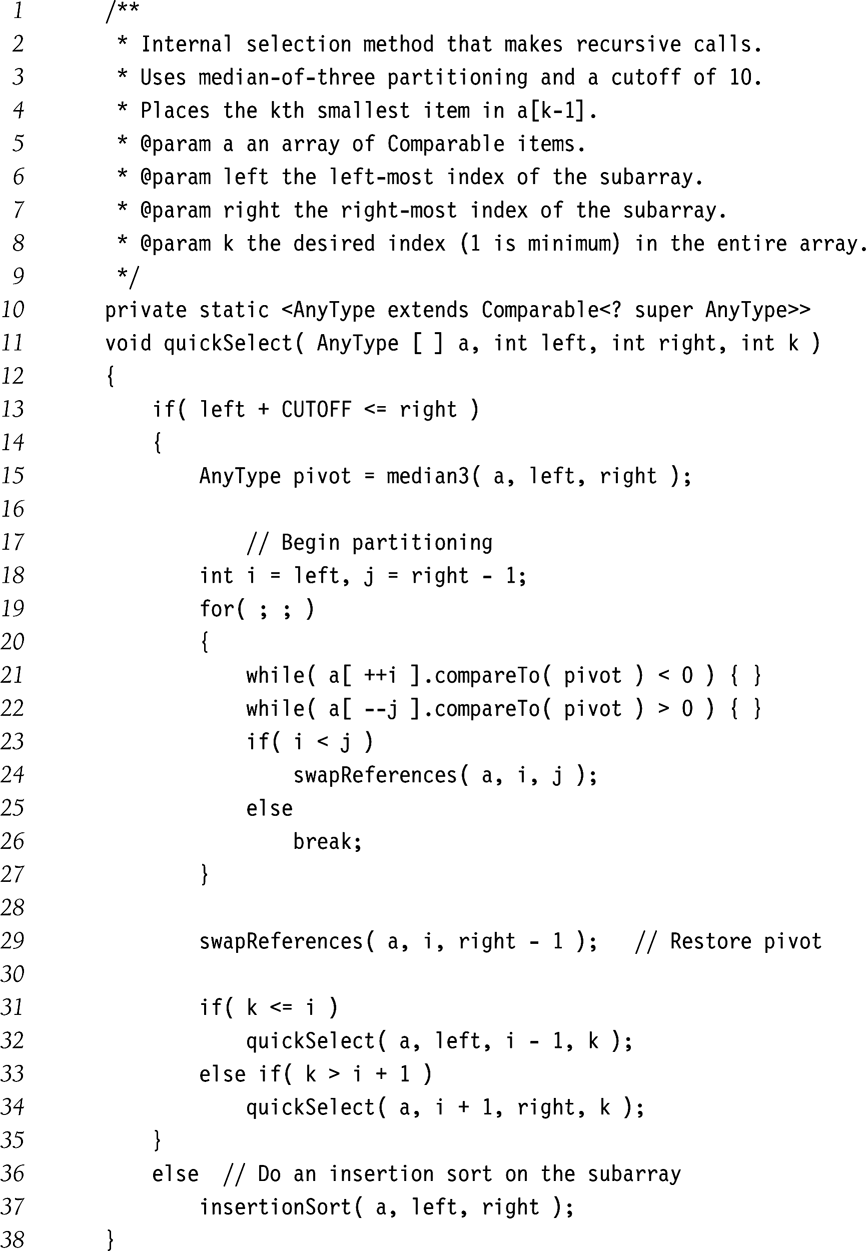 1 /**
2 * Internal selection method that makes recursive calls.
3 * Uses median-of-three partitioning and a cutoff of 10.
4 * Places the kth smallest item in a[k-1].
5 * @param a an array of Comparable items.
6 * @param left the left-most index of the subarray.
7 * @param right the right-most index of the subarray.
8 * @param k the desired index (1 is minimum) in the entire array.
9 */
10 private static <AnyType extends Comparable<? super AnyType>>
11 void quickSelect( AnyType [ ] a, int left, int right, int k )
12 {
13 if( left + CUTOFF <= right )
14 {
15 AnyType pivot = median3( a, left, right );
16
17 // Begin partitioning
18 int i = left, j = right - 1;
19 for( ; ; )
20 {
21 while( a[ ++i ].compareTo( pivot ) < 0 ) { }
22 while( a[ --j ].compareTo( pivot ) > 0 ) { }
23 if( i < j )
24 swapReferences( a, i, j );
25 else
26 break;
27 }
28
29 swapReferences( a, i, right - 1 ); // Restore pivot
30
31 if( k <= i )
32 quickSelect( a, left, i - 1, k );
33 else if( k > i + 1 )
34 quickSelect( a, i + 1, right, k );
35 }
36 else // Do an insertion sort on the subarray
37 insertionSort( a, left, right );
38 }